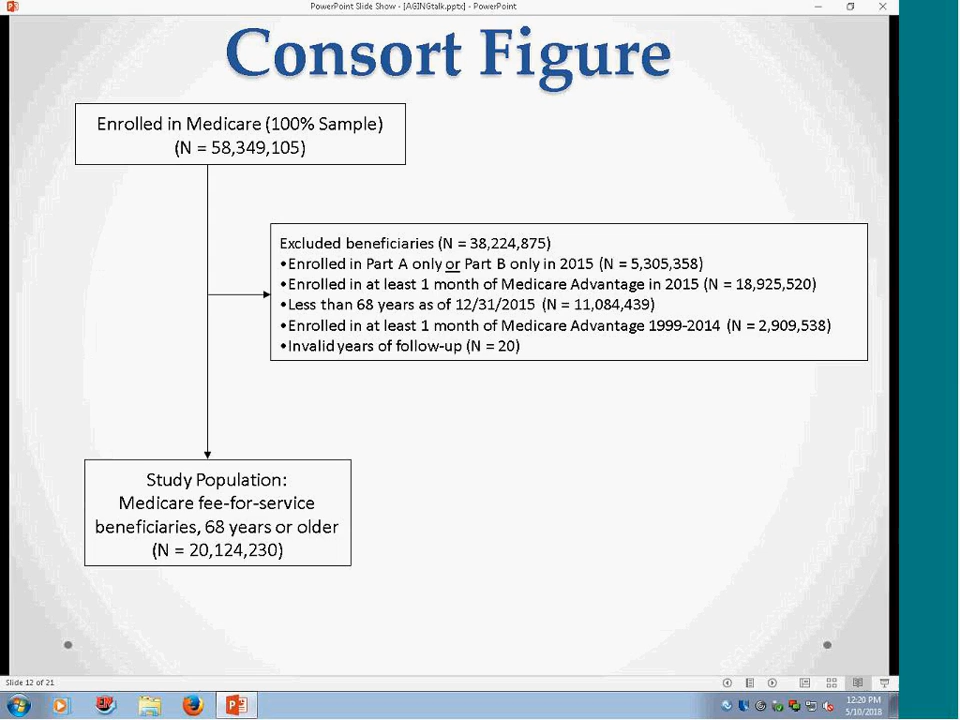 PowerPoint Slide Show - [AGINGtalk.pptx] - PowerPoint
Consort Figure
Enrolled in Medicare (100% Sample)
(N = 58,349,105)
Excluded beneficiaries (N = 38,224,875)
•Enrolled in Part A only or Part B only in 2015 (N = 5,305,358)
•Enrolled in at least 1 month of Medicare Advantage in 2015 (N = 18,925,520)
•Less than 68 years as of 12/31/2015 (N = 11,084,439)
•Enrolled in at least 1 month of Medicare Advantage 1999-2014 (N = 2,909,538)
•Invalid years of follow-up (N = 20)
Study Population:
Medicare fee-for-service
beneficiaries, 68 years or older
(N = 20,124,230)
Slide 12 of 21
12:20 PM
5/10/2018